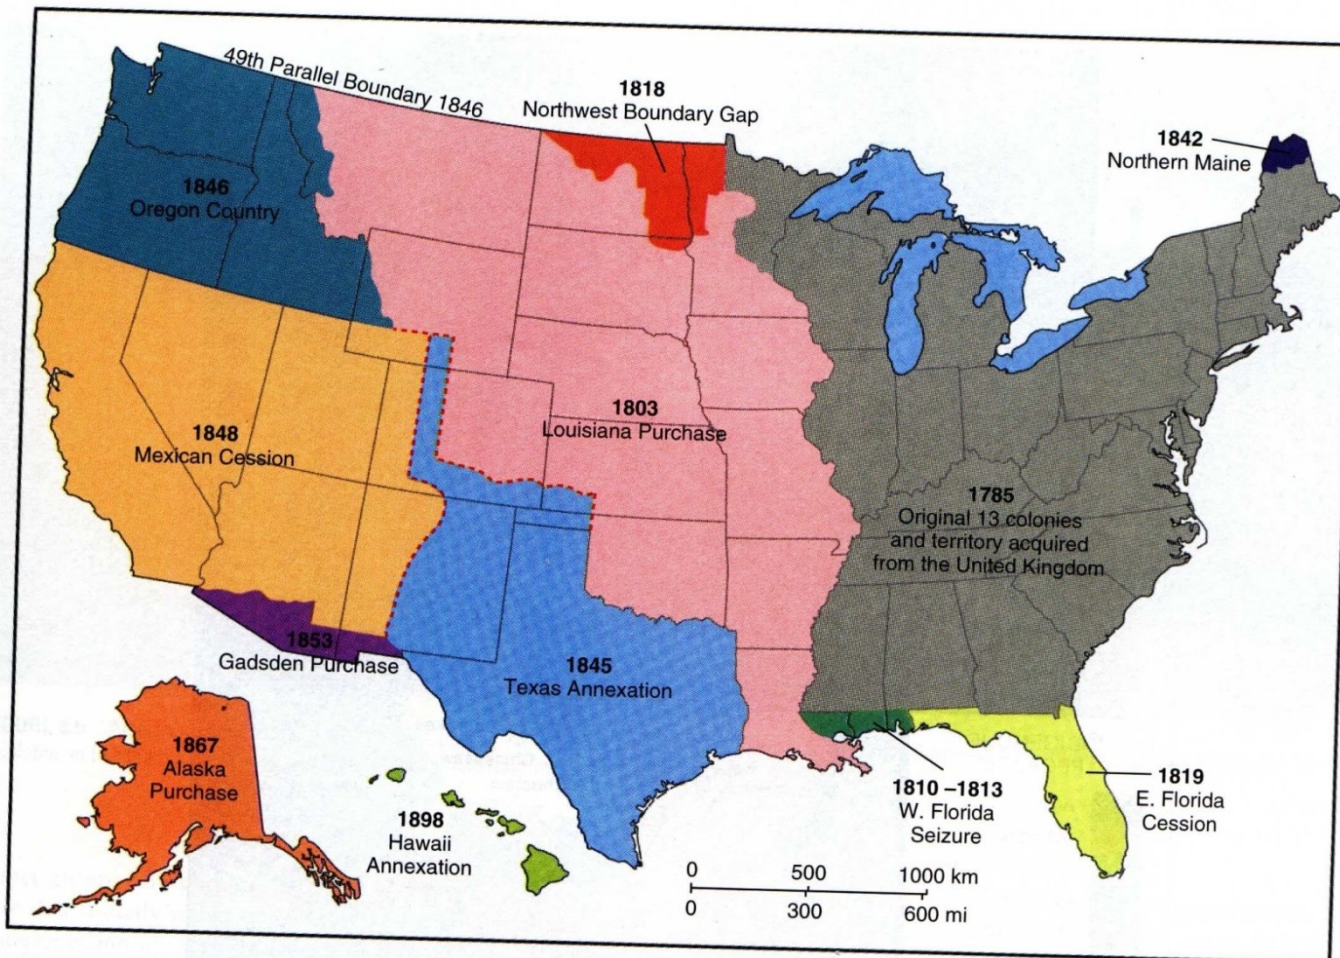 49th Parallel Boundary 1846
1818
Northwest Boundary Gap
1842
Northern Maine
1846
Oregon Country
1803
Louisiana Purchase
1848
Mexican Cession
1785
Original 13 colonies
and territory acquired
from the United Kingdom
1853
Gadsden Purchase
1845
Texas Annexation
1867
Alaska
Purchase
1898
Hawaii
Annexation
1810 –1813
W. Florida
Seizure
1819
E. Florida
Cession
0 500 1000 km
0 300 600 mi